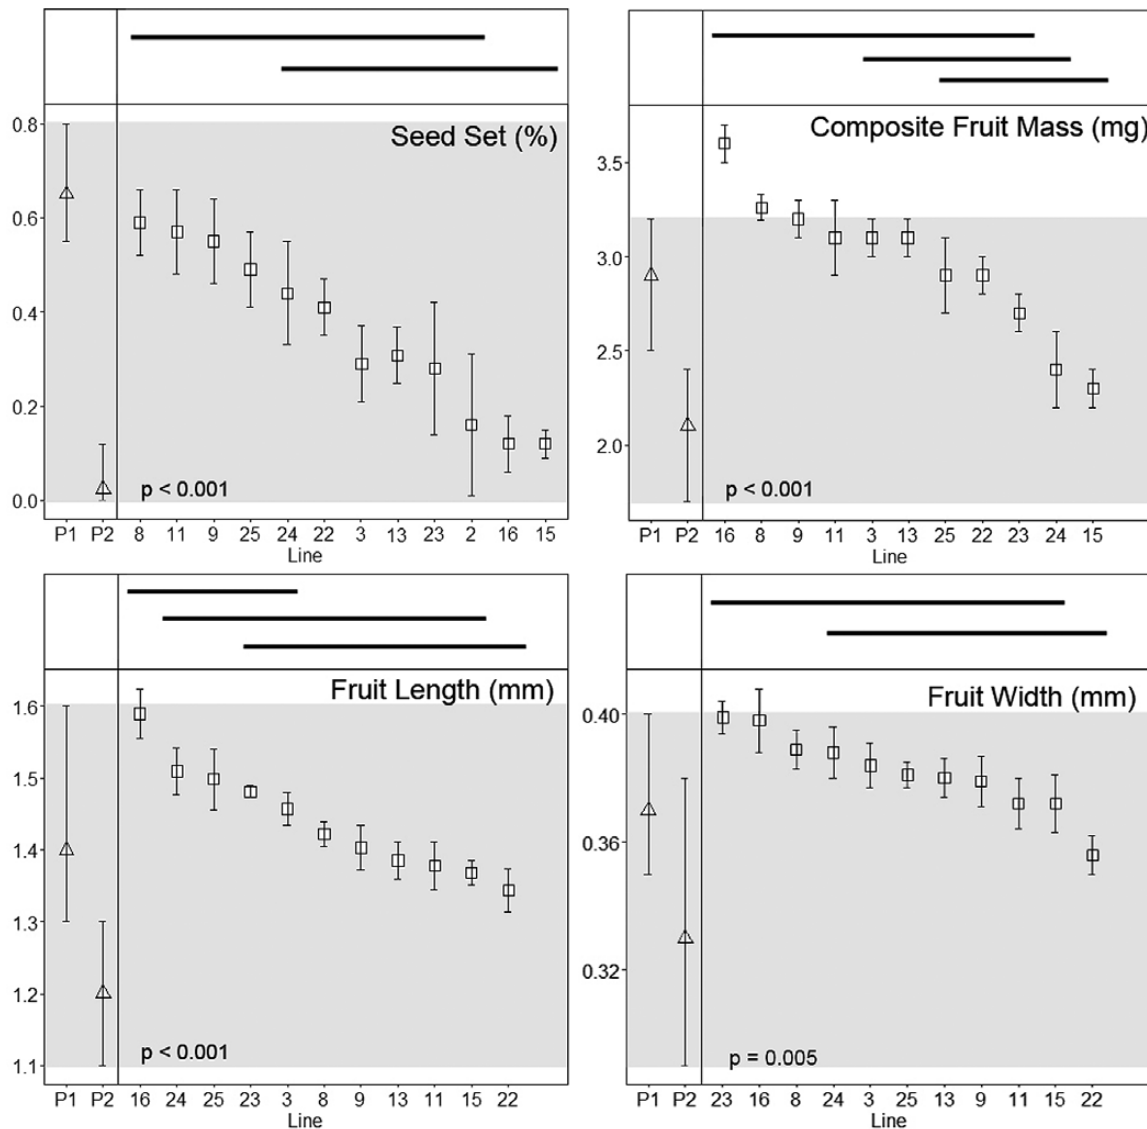 Seed Set (%)
0.8
0.6
0.4
0.2
0.0
p < 0.001
P1 P2 8 11 9 25 24 22 3 13 23 2 16 15
Line
Composite Fruit Mass (mg)
3.5
3.0
2.5
2.0
p < 0.001
P1 P2 16 8 9 11 3 13 25 22 23 24 15
Line
Fruit Length (mm)
1.6
1.5
1.4
1.3
1.2
1.1
p < 0.001
P1 P2 16 24 25 23 3 8 9 13 11 15 22
Line
Fruit Width (mm)
0.40
0.36
0.32
p = 0.005
P1 P2 23 16 8 24 3 25 13 9 11 15 22
Line